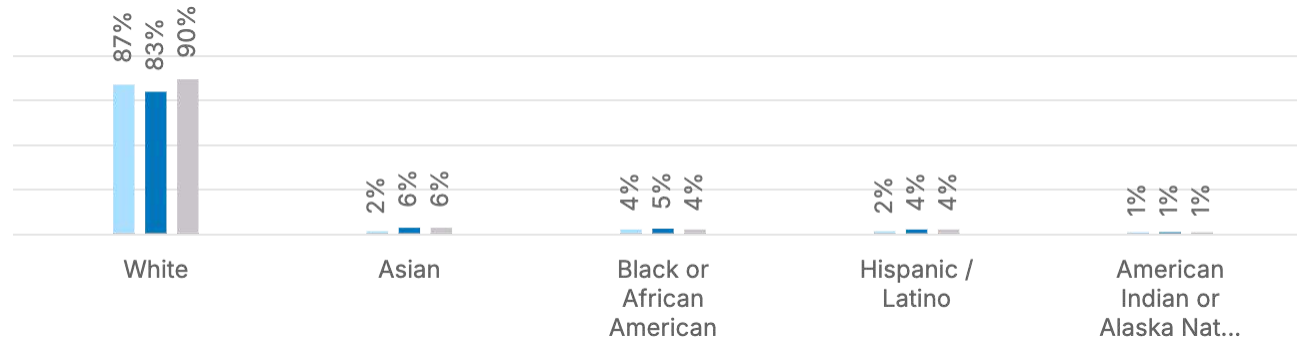 87%
83%
90%
2%
6%
6%
4%
5%
4%
2%
4%
4%
1%
1%
1%
White
Asian
Black or
African
American
Hispanic /
Latino
American
Indian or
Alaska Nat...